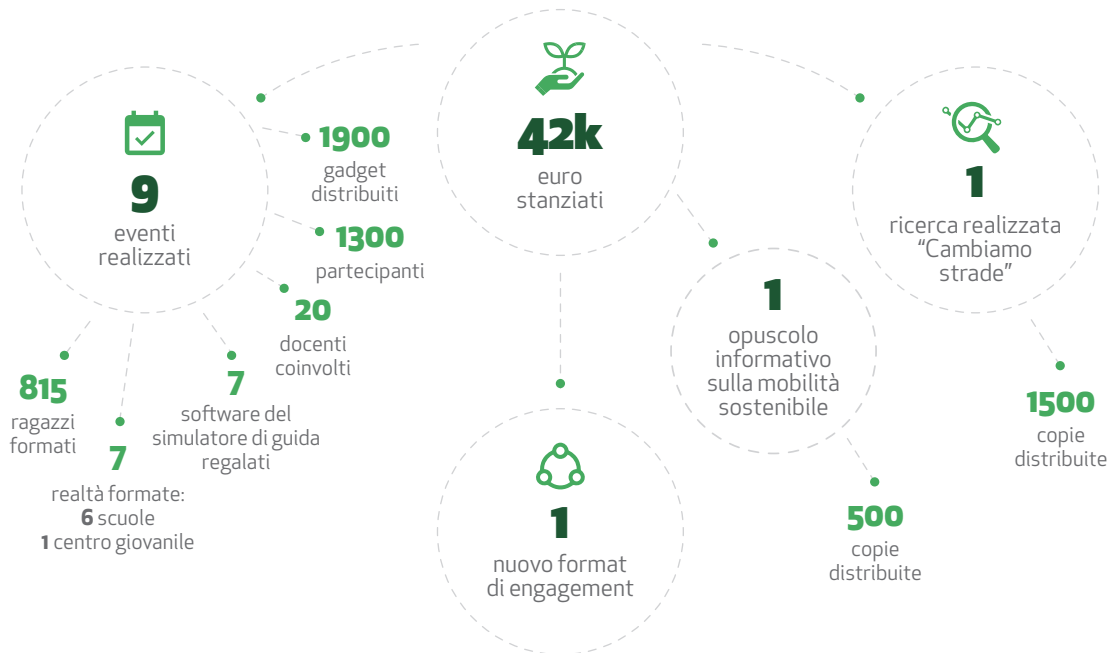 42k
euro
stanziati
9
eventi
realizzati
1900
gadget
distribuiti
1300
partecipanti
20
docenti
coinvolti
7
software del
simulatore di guida
regalati
7
realtà formate:
6 scuole
1 centro giovanile
815
ragazzi
formati
1
nuovo format
di engagement
1
opuscolo
informativo
sulla mobilità
sostenibile
500
copie
distribuite
1
ricerca realizzata
“Cambiamo
strade”
1500
copie
distribuite